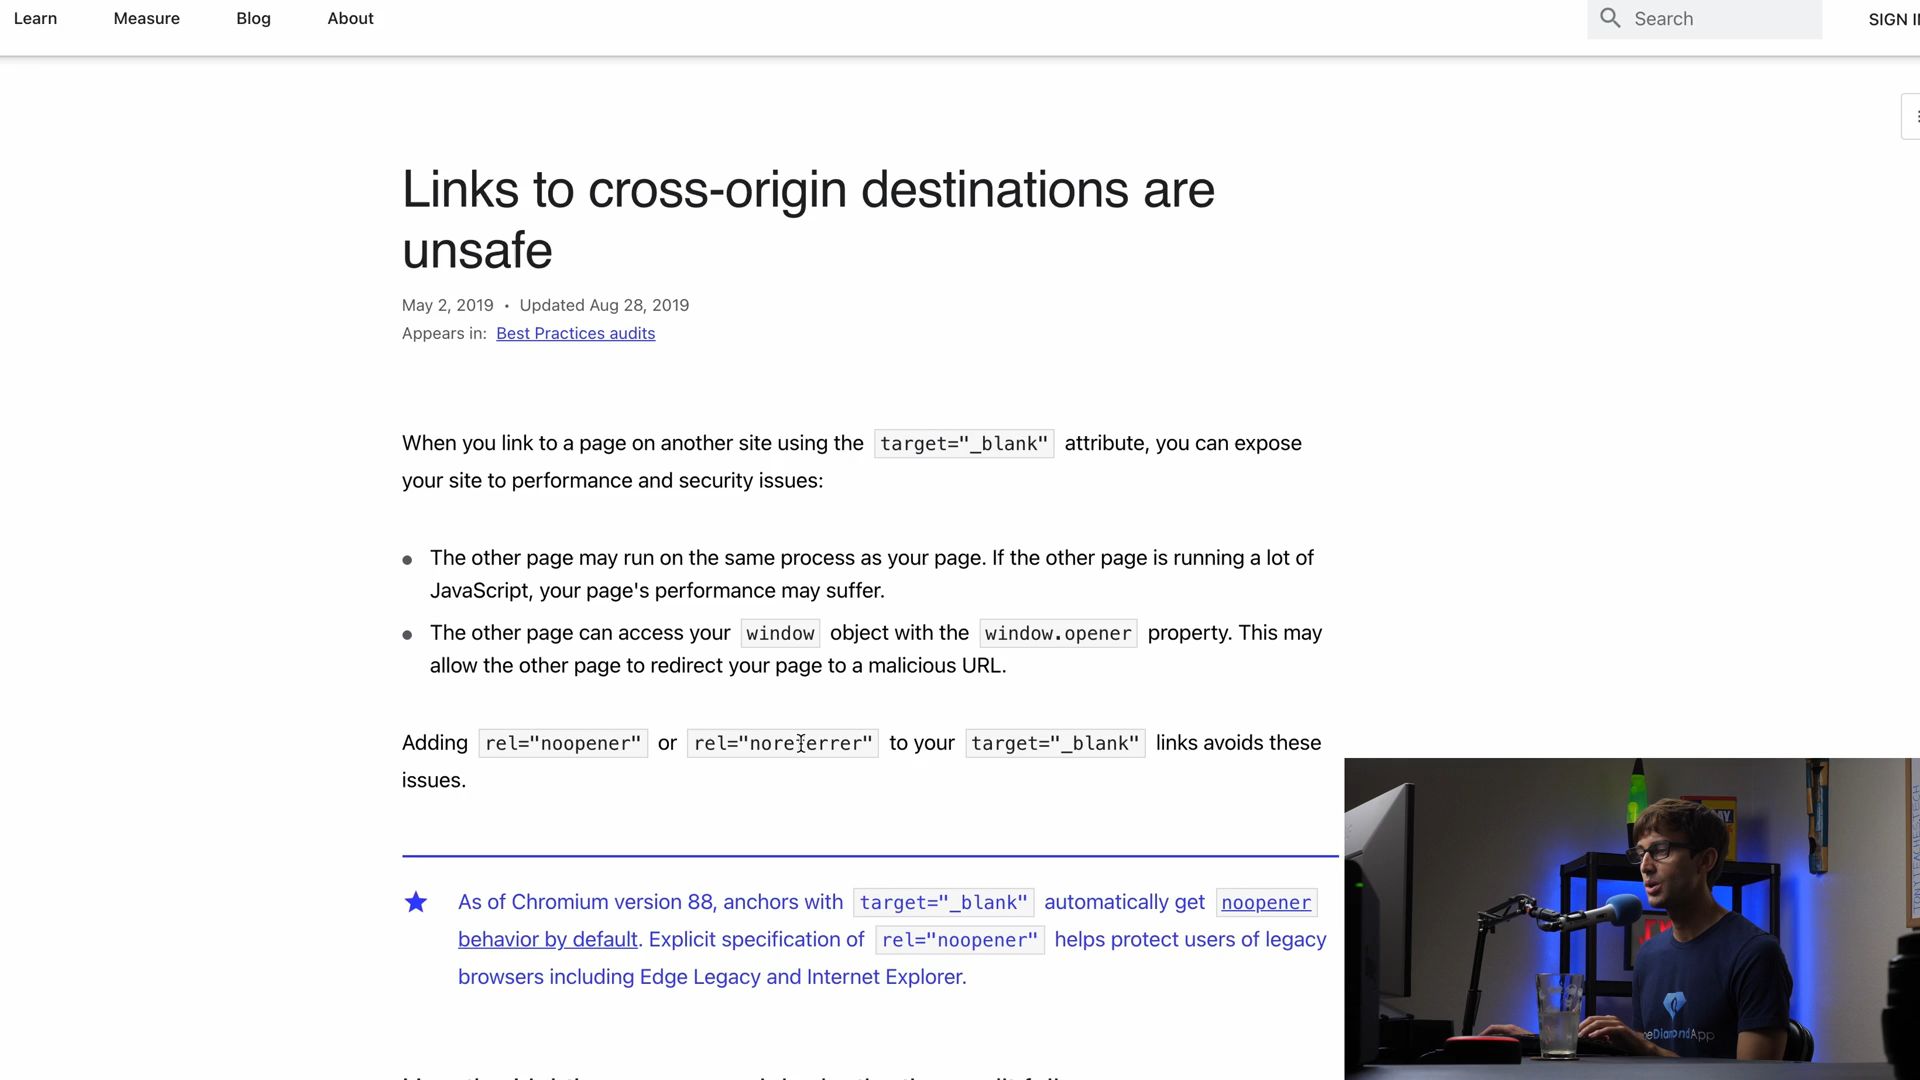 Learn Measure Blog About Search SIGN I
Links to cross-origin destinations are
unsafe
May 2, 2019 • Updated Aug 28, 2019
Appears in: Best Practices audits
When you link to a page on another site using the target="_blank" attribute, you can expose
your site to performance and security issues:
The other page may run on the same process as your page. If the other page is running a lot of
JavaScript, your page's performance may suffer.
The other page can access your window object with the window.opener property. This may
allow the other page to redirect your page to a malicious URL.
Adding rel="noopener" or rel="noreferrer" to your target="_blank" links avoids these
issues.
As of Chromium version 88, anchors with target="_blank" automatically get noopener
behavior by default. Explicit specification of rel="noopener" helps protect users of legacy
browsers including Edge Legacy and Internet Explorer.
eDiamondApp